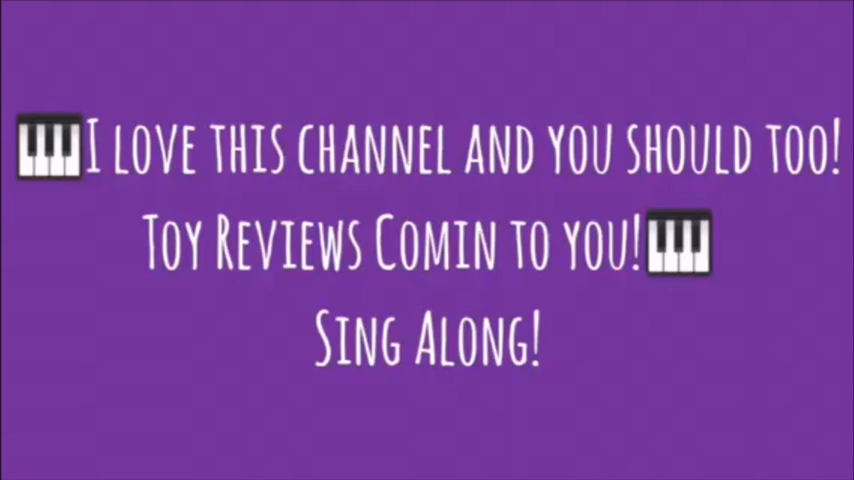 🎹I love this channel and you should too!
Toy Reviews Comin to you!🎹
Sing Along!